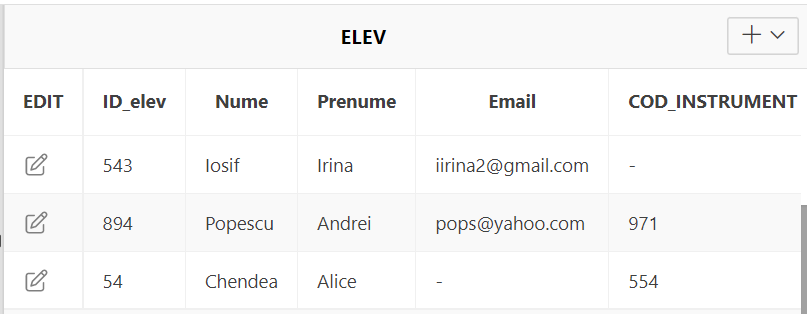 ELEV
EDIT ID_elev Nume Prenume Email COD_INSTRUMENT
543 Iosif Irina iirina2@gmail.com -
894 Popescu Andrei pops@yahoo.com 971
54 Chendea Alice - 554